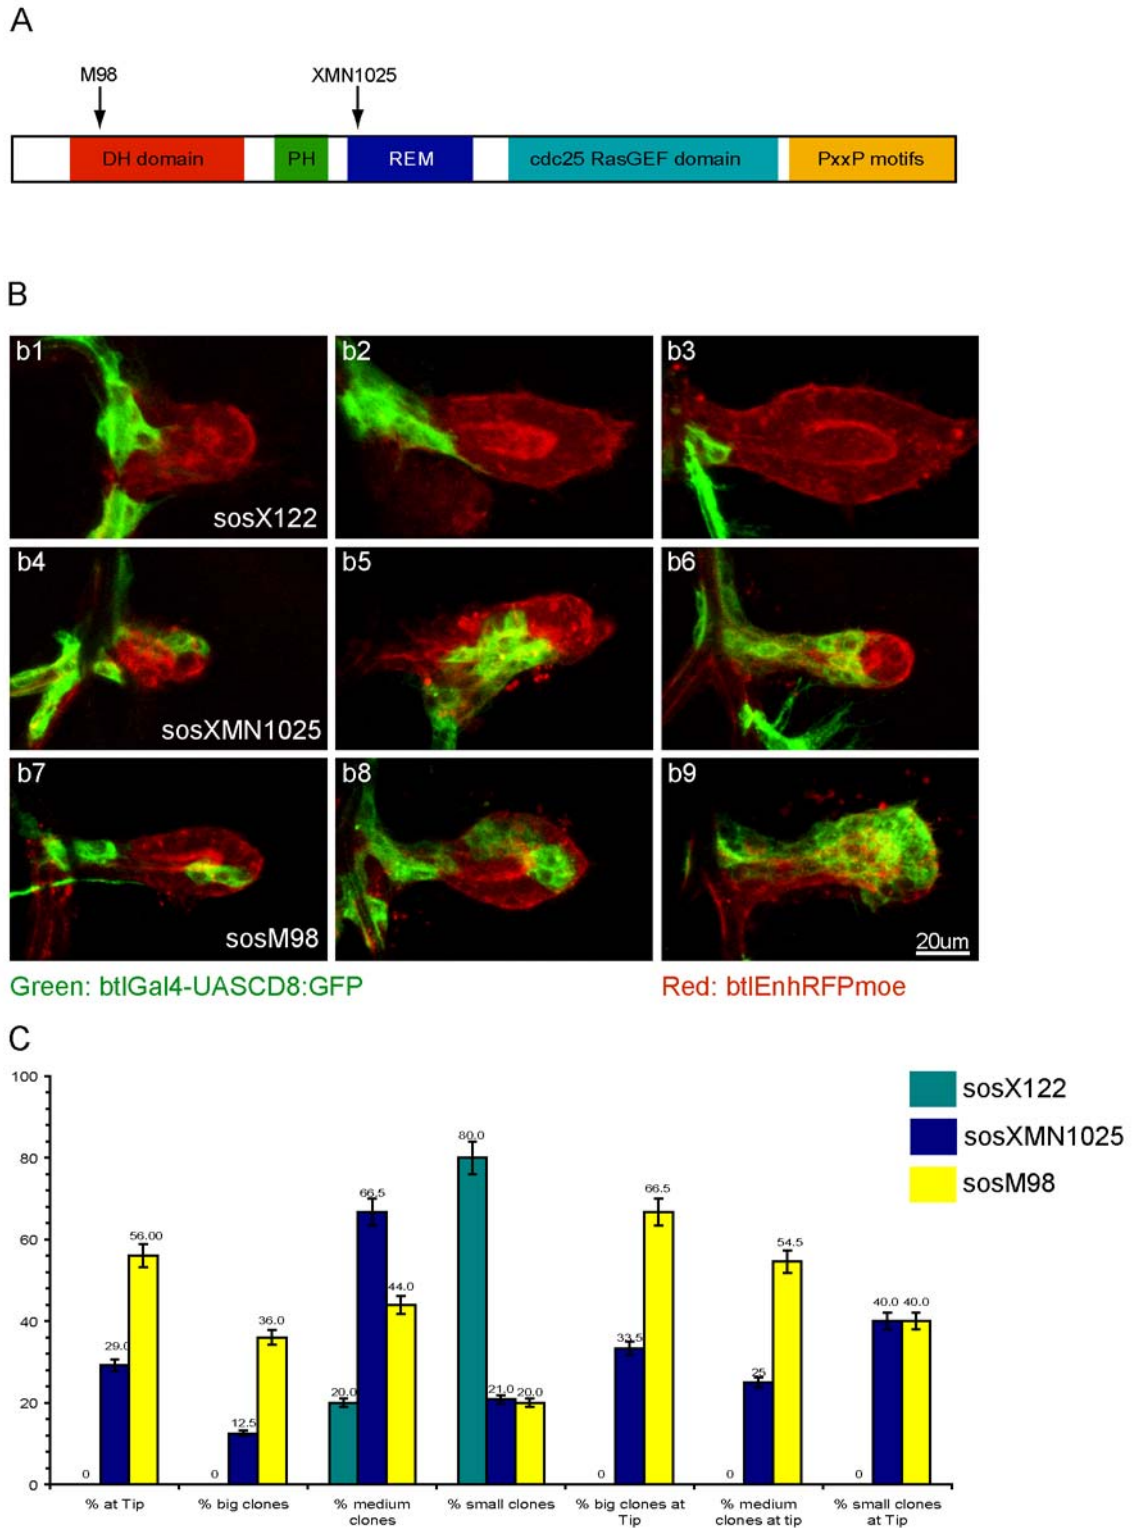 A
M98 XMN1025
DH domain PH REM cdc25 RasGEF domain PxxP motifs
B
b1 b2 b3
sosX122
b4 b5 b6
sosXMN1025
b7 b8 b9
sosM98
20um
Green: btlGal4-UASCD8:GFP Red: btlEnhRFPmoe
C
100
80
60
40
20
0
sosX122
sosXMN1025
sosM98
0 29.0 56.00
0 12.5 36.0
20.0 66.5 44.0
80.0 21.0 20.0
0 33.5 66.5
0 25 54.5
0 40.0 40.0
% at Tip
% big clones
% medium
clones
% small clones
% big clones at
Tip
% medium
clones at tip
% small clones
at Tip